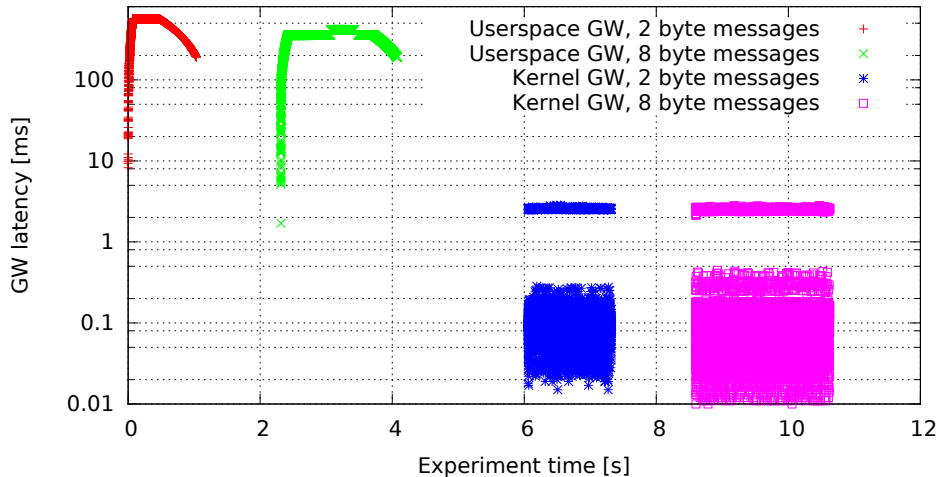 Userspace GW, 2 byte messages
Userspace GW, 8 byte messages
Kernel GW, 2 byte messages
Kernel GW, 8 byte messages
GW latency [ms]
100
10
1
0.1
0.01
0 2 4 6 8 10 12
Experiment time [s]